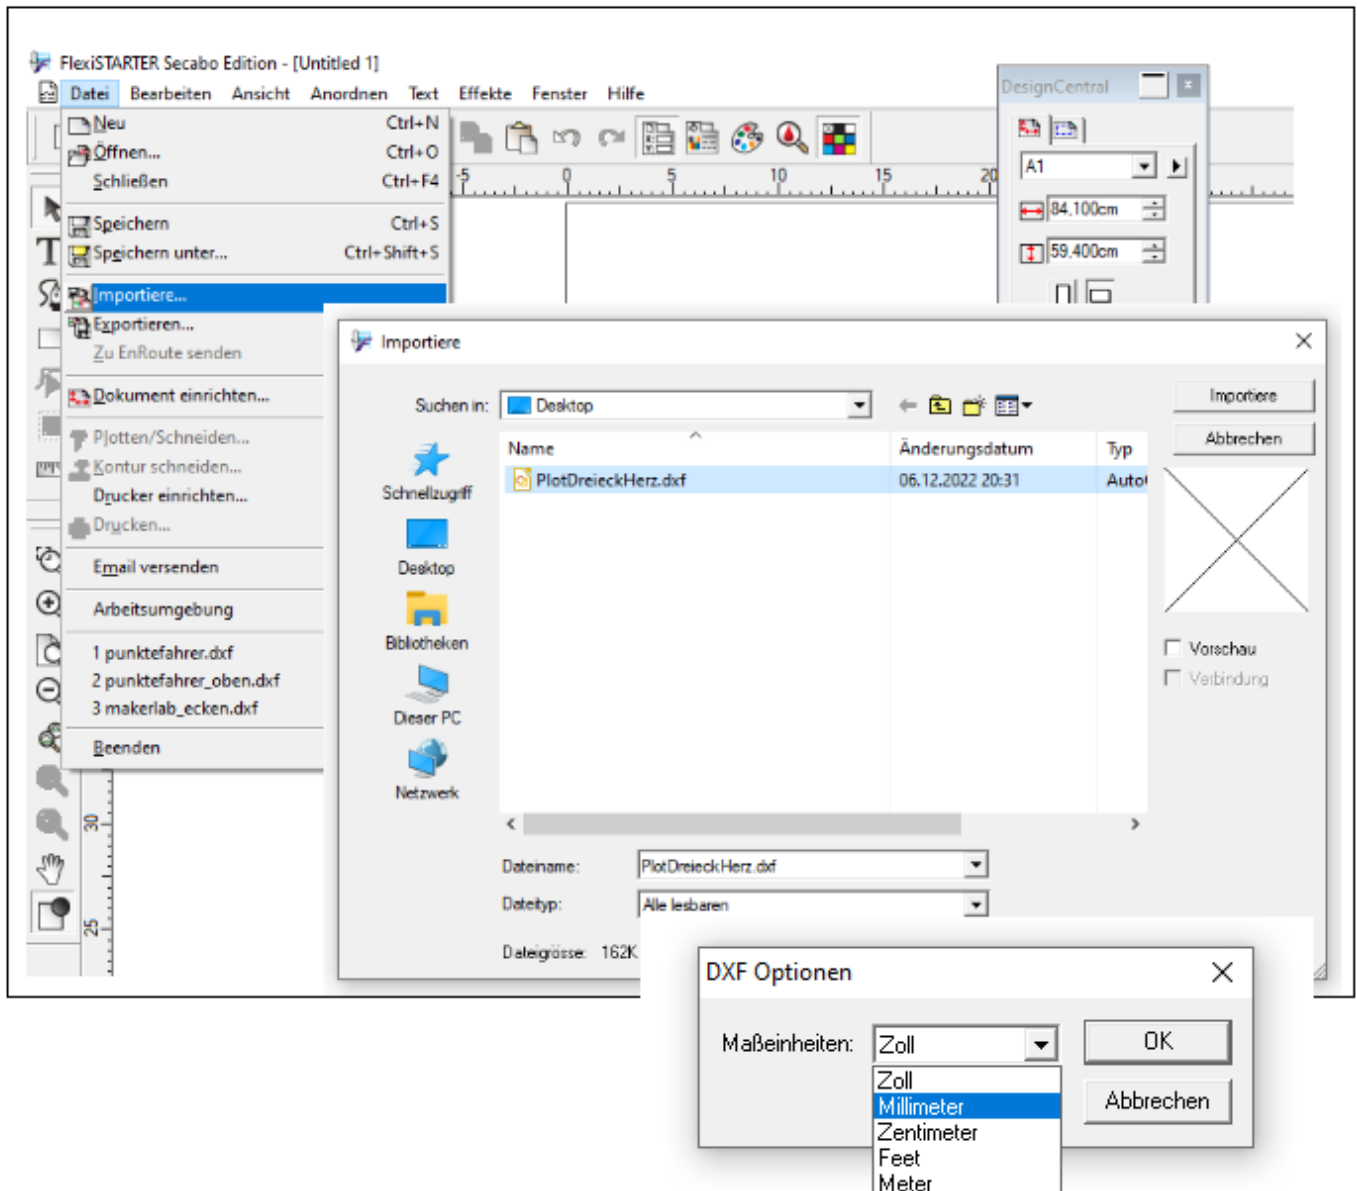 FlexiSTARTER Secabo Edition - [Untitled 1]
Datei Bearbeiten Ansicht Anordnen Text Effekte Fenster Hilfe
Neu Ctrl+N
Öffnen... Ctrl+O
Schließen Ctrl+F4
Speichern Ctrl+S
Speichern unter... Ctrl+Shift+S
Importiere...
Exportieren...
Zu EnRoute senden
Dokument einrichten...
Plotten/Schneiden...
Kontur schneiden...
Drucker einrichten...
Drucken...
Email versenden
Arbeitsumgebung
1 punktefahrer.dxf
2 punktefahrer_oben.dxf
3 makerlab_ecken.dxf
Beenden
-5 0 5 10 15 20
30
25
DesignCentral
A1
84.100cm
59.400cm
Importiere
Suchen in: Desktop
Importiere
Abbrechen
Name Änderungsdatum Typ
PlotDreieckHerz.dxf 06.12.2022 20:31 Auto
Schnellzugriff
Desktop
Bibliotheken
Dieser PC
Netzwerk
Vorschau
Verbindung
Dateiname: PlotDreieckHerz.dxf
Dateityp: Alle lesbaren
Dateigrösse: 162K
DXF Optionen
Maßeinheiten: Zoll
OK
Abbrechen
Zoll
Millimeter
Zentimeter
Feet
Meter